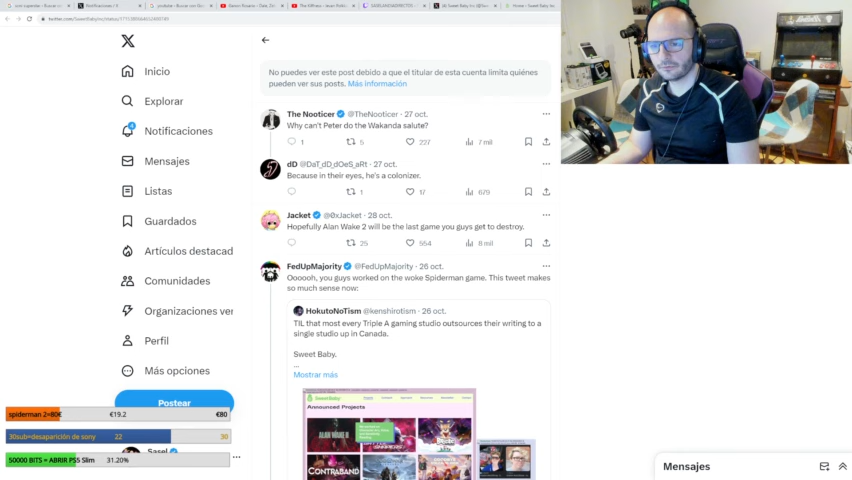 Inicio
Explorar
Notificaciones
Mensajes
Listas
Guardados
Artículos destacad
Comunidades
Organizaciones ver
Perfil
Más opciones
Postear
No puedes ver este post debido a que el titular de esta cuenta limita quiénes
pueden ver sus posts. Más información
The Nooticer @TheNooticer · 27 oct.
Why can't Peter do the Wakanda salute?
1 5 227 7 mil
dD @DaT_dD_dOeS_aRt · 27 oct.
Because in their eyes, he's a colonizer.
1 17 679
Jacket @0xJacket · 28 oct.
Hopefully Alan Wake 2 will be the last game you guys get to destroy.
25 554 8 mil
FedUpMajority @FedUpMajority · 26 oct.
Oooooh, you guys worked on the woke Spiderman game. This tweet makes
so much sense now:
HokutoNoTism @kenshirotism · 26 oct.
TIL that most every Triple A gaming studio outsources their writing to a
single studio up in Canada.
Sweet Baby.
...
Mostrar más
Sweet Baby
Announced Projects
ALAN WAKE II
CONTRABAND
spiderman 2=80€ €19.2 €80
30sub=desaparición de sony 22 30
Sasel
50000 BITS = ABRIR PS5 Slim 31.20%
Mensajes